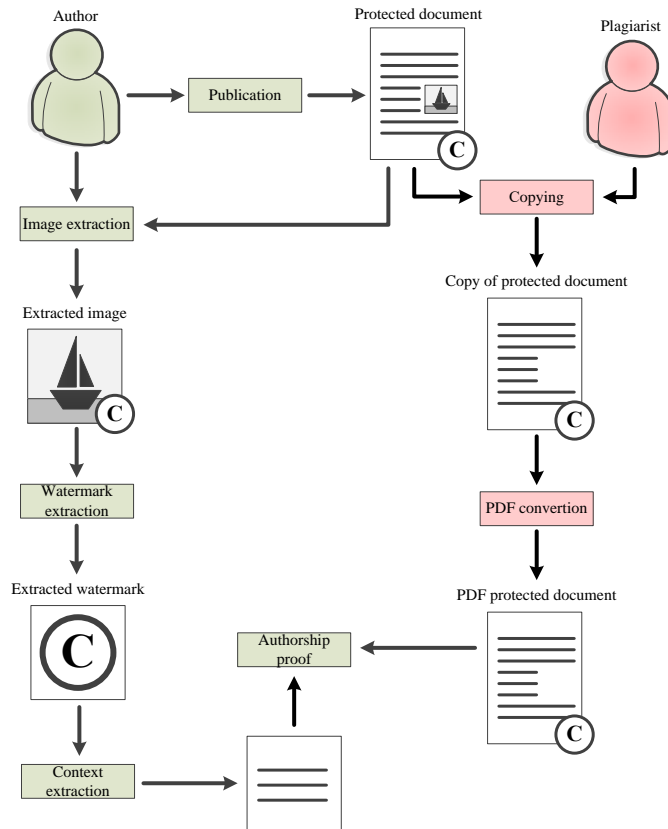 Author
Protected document
Plagiarist
Publication
C
Image extraction
Copying
Extracted image
Copy of protected document
C
C
Watermark
extraction
PDF convertion
Extracted watermark
PDF protected document
C
Authorship
proof
C
Context
extraction